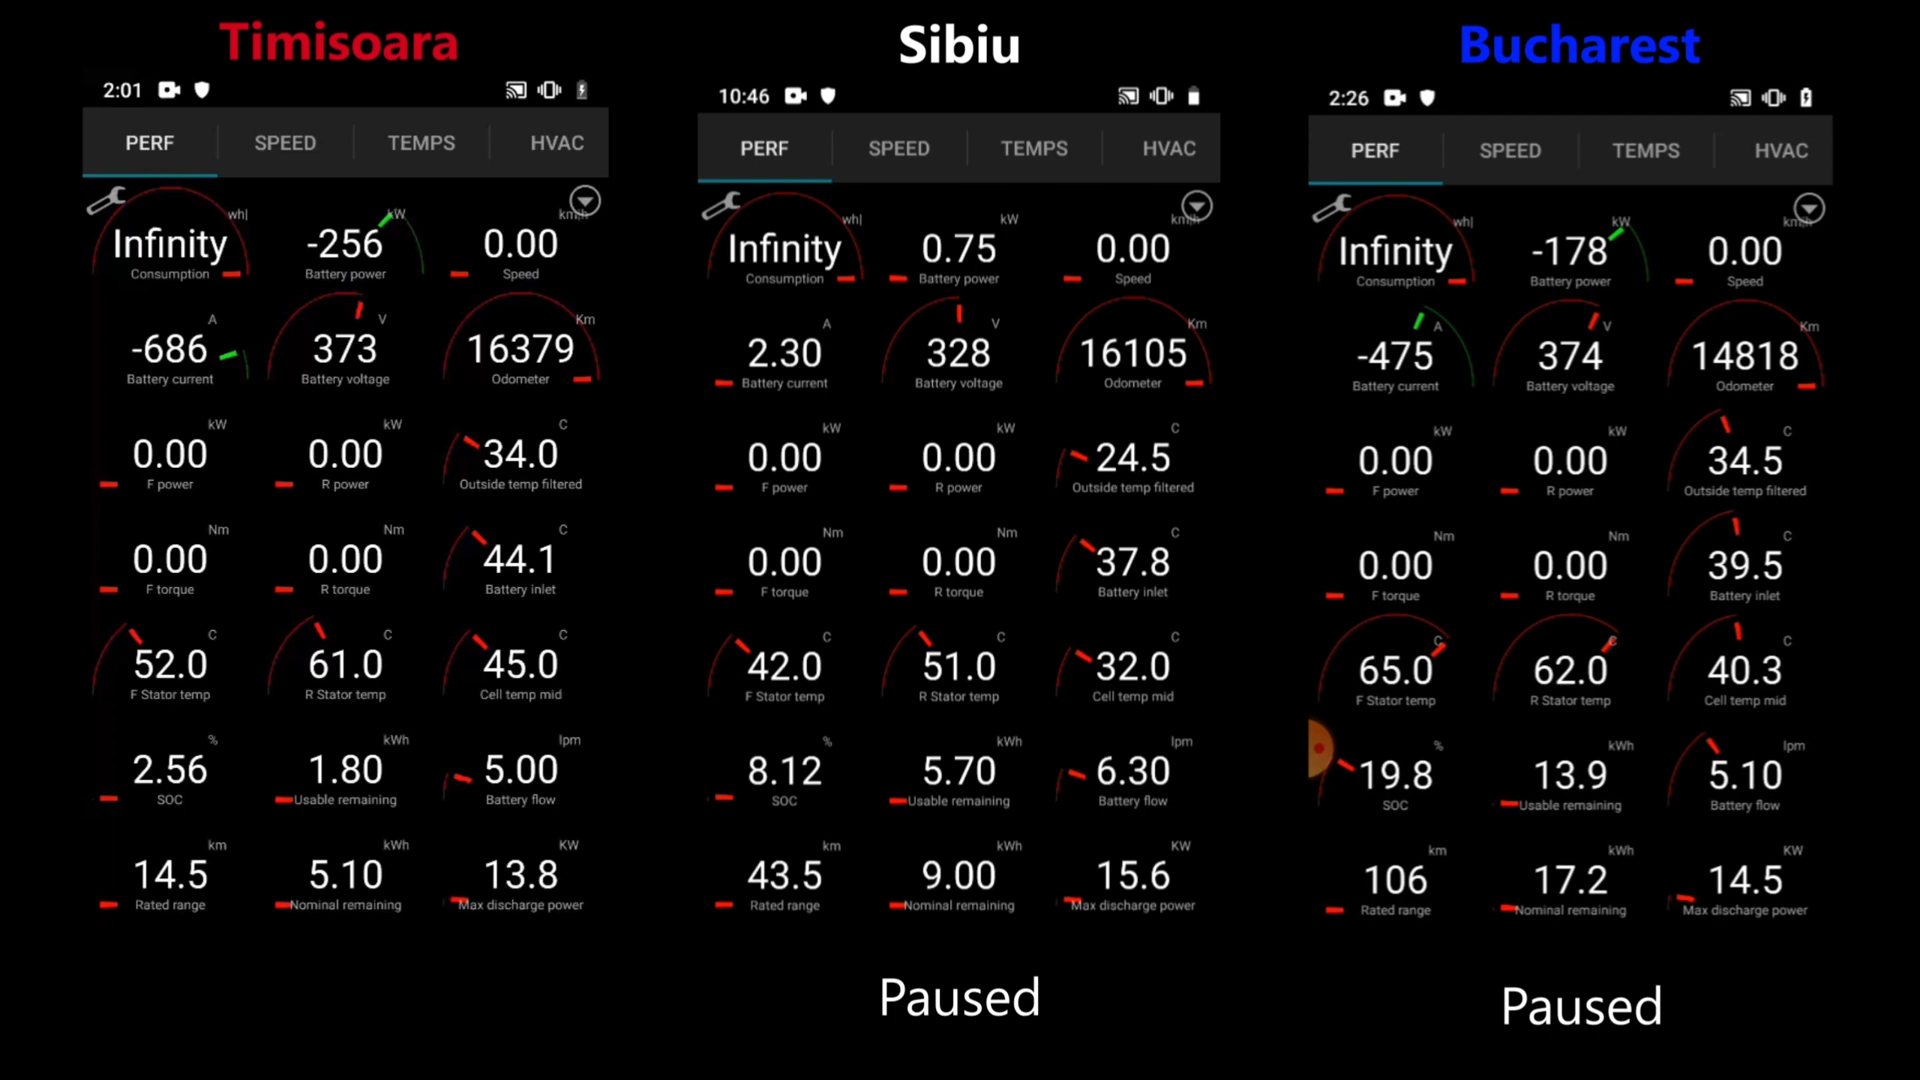 Timisoara
2:01
PERF SPEED TEMPS HVAC
wh| kW km|h
Infinity -256 0.00
Consumption Battery power Speed
A V Km
-686 373 16379
Battery current Battery voltage Odometer
kW kW C
0.00 0.00 34.0
F power R power Outside temp filtered
Nm Nm C
0.00 0.00 44.1
F torque R torque Battery inlet
C C C
52.0 61.0 45.0
F Stator temp R Stator temp Cell temp mid
% kWh lpm
2.56 1.80 5.00
SOC Usable remaining Battery flow
km kWh KW
14.5 5.10 13.8
Rated range Nominal remaining Max discharge power
Sibiu
10:46
PERF SPEED TEMPS HVAC
wh| kW km|h
Infinity 0.75 0.00
Consumption Battery power Speed
A V Km
2.30 328 16105
Battery current Battery voltage Odometer
kW kW C
0.00 0.00 24.5
F power R power Outside temp filtered
Nm Nm C
0.00 0.00 37.8
F torque R torque Battery inlet
C C C
42.0 51.0 32.0
F Stator temp R Stator temp Cell temp mid
% kWh lpm
8.12 5.70 6.30
SOC Usable remaining Battery flow
km kWh KW
43.5 9.00 15.6
Rated range Nominal remaining Max discharge power
Paused
Bucharest
2:26
PERF SPEED TEMPS HVAC
wh| kW km|h
Infinity -178 0.00
Consumption Battery power Speed
A V Km
-475 374 14818
Battery current Battery voltage Odometer
kW kW C
0.00 0.00 34.5
F power R power Outside temp filtered
Nm Nm C
0.00 0.00 39.5
F torque R torque Battery inlet
C C C
65.0 62.0 40.3
F Stator temp R Stator temp Cell temp mid
% kWh lpm
19.8 13.9 5.10
SOC Usable remaining Battery flow
km kWh KW
106 17.2 14.5
Rated range Nominal remaining Max discharge power
Paused